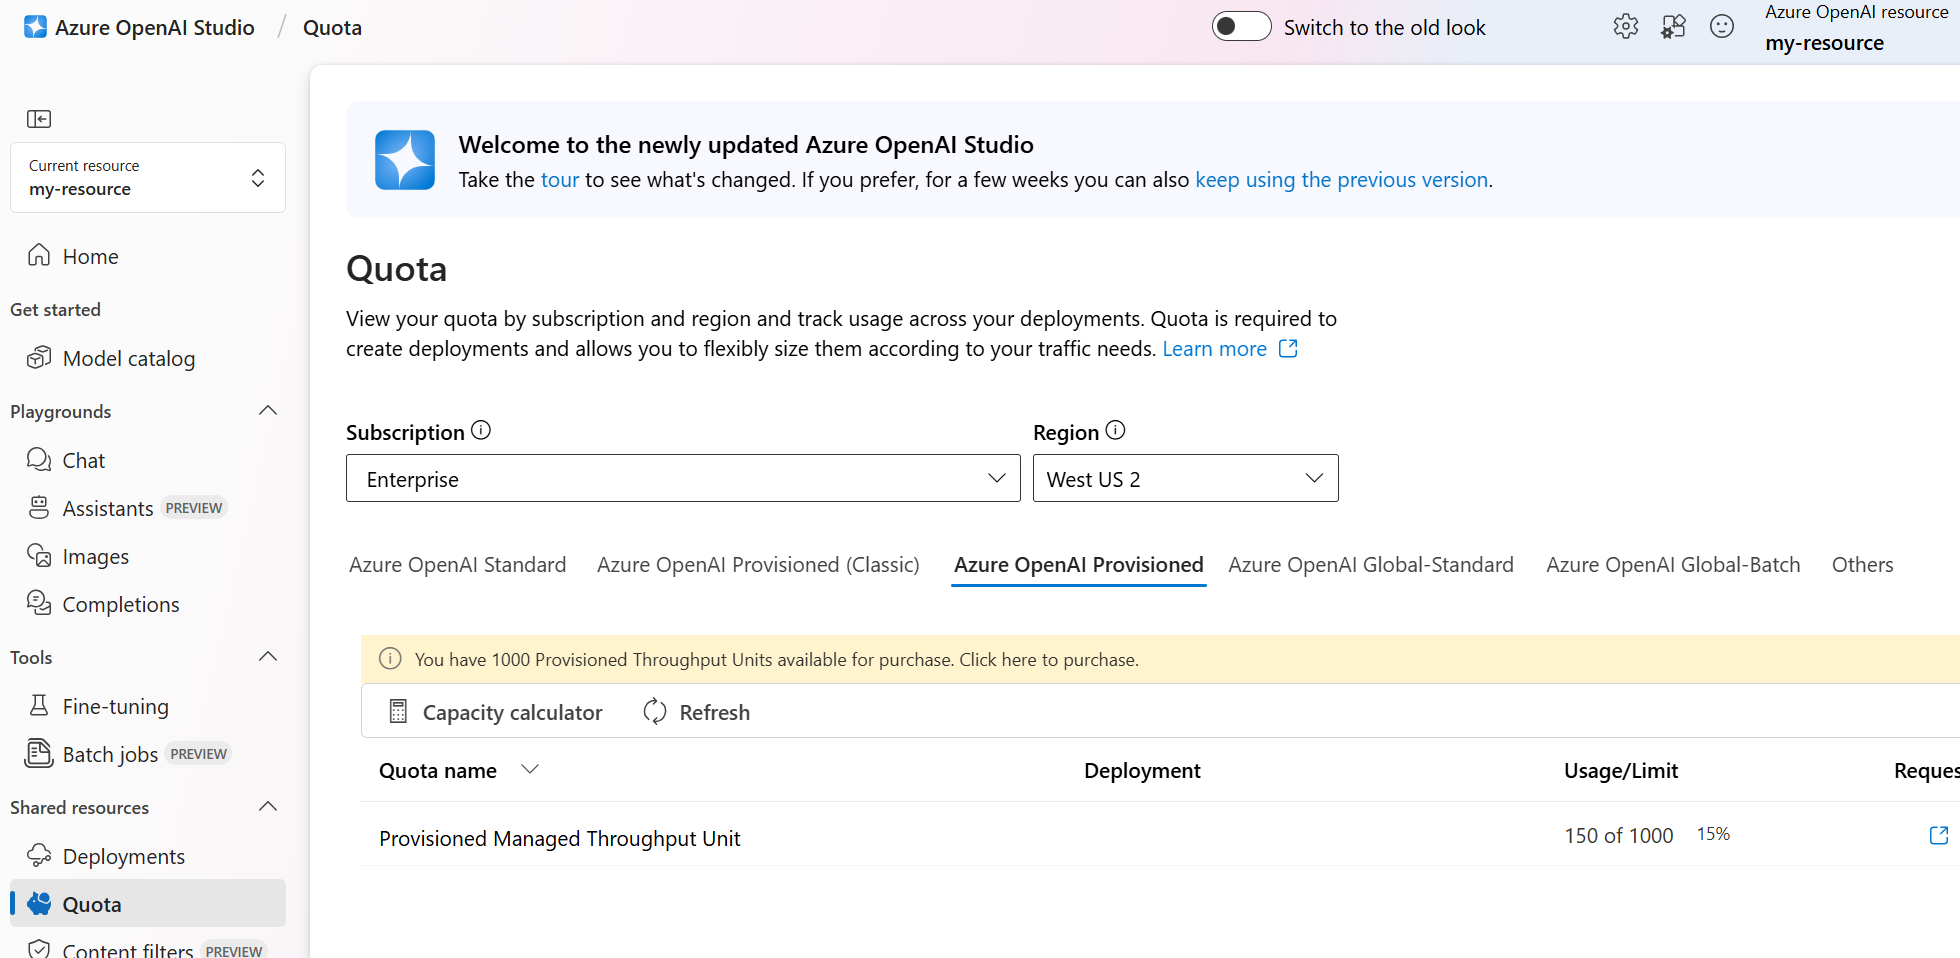 Azure OpenAI Studio / Quota
Switch to the old look
Azure OpenAI resource
my-resource
Current resource
my-resource
Home
Get started
Model catalog
Playgrounds
Chat
Assistants PREVIEW
Images
Completions
Tools
Fine-tuning
Batch jobs PREVIEW
Shared resources
Deployments
Quota
Content filters PREVIEW
Welcome to the newly updated Azure OpenAI Studio
Take the tour to see what's changed. If you prefer, for a few weeks you can also keep using the previous version.
Quota
View your quota by subscription and region and track usage across your deployments. Quota is required to
create deployments and allows you to flexibly size them according to your traffic needs. Learn more
Subscription
Enterprise
Region
West US 2
Azure OpenAI Standard Azure OpenAI Provisioned (Classic) Azure OpenAI Provisioned Azure OpenAI Global-Standard Azure OpenAI Global-Batch Others
You have 1000 Provisioned Throughput Units available for purchase. Click here to purchase.
Capacity calculator Refresh
Quota name Deployment Usage/Limit Reques
Provisioned Managed Throughput Unit 150 of 1000 15%